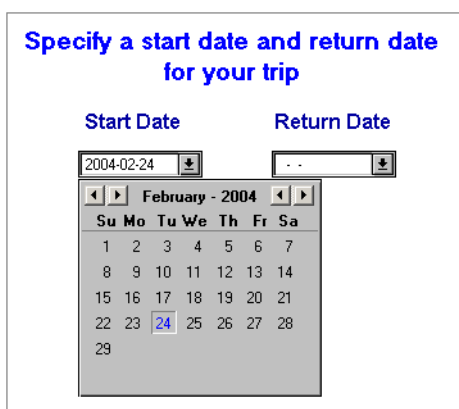 Specify a start date and return date
for your trip
Start Date Return Date
2004-02-24 - -
February - 2004
Su Mo Tu We Th Fr Sa
1 2 3 4 5 6 7
8 9 10 11 12 13 14
15 16 17 18 19 20 21
22 23 24 25 26 27 28
29